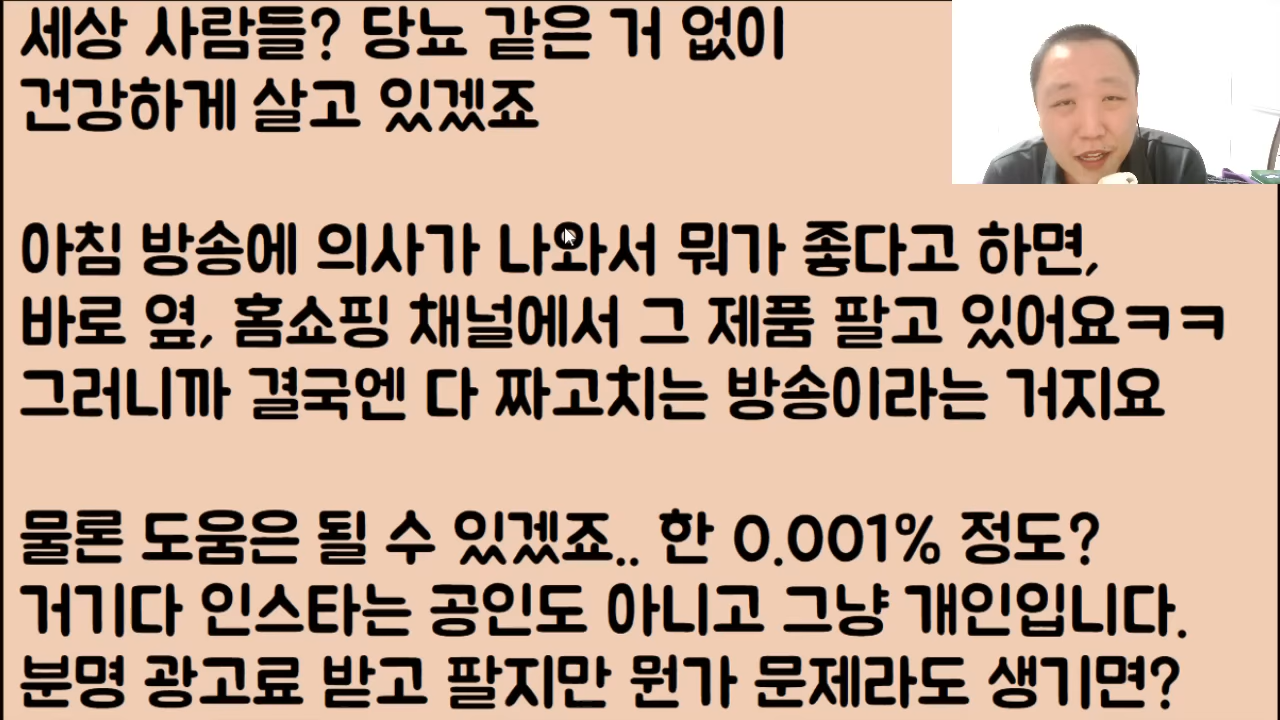 세상 사람들? 당뇨 같은 거 없이
건강하게 살고 있겠죠
아침 방송에 의사가 나와서 뭐가 좋다고 하면,
바로 옆, 홈쇼핑 채널에서 그 제품 팔고 있어요ㅋㅋ
그러니까 결국엔 다 짜고치는 방송이라는 거지요
물론 도움은 될 수 있겠죠.. 한 0.001% 정도?
거기다 인스타는 공인도 아니고 그냥 개인입니다.
분명 광고료 받고 팔지만 뭔가 문제라도 생기면?